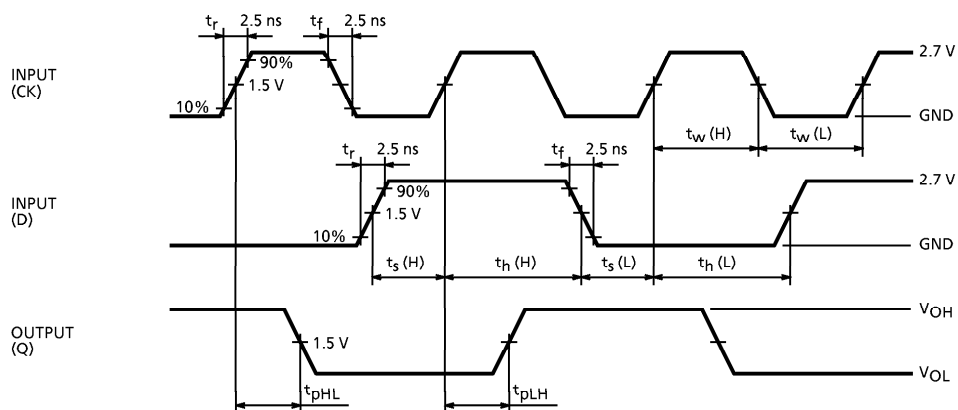 tr 2.5 ns tf 2.5 ns
INPUT (CK) 90% 1.5 V 10% 2.7 V GND
tw (H) tw (L)
tr 2.5 ns tf 2.5 ns
INPUT (D) 90% 1.5 V 10% 2.7 V GND
ts (H) th (H) ts (L) th (L)
OUTPUT (Q) 1.5 V VOH VOL
tpHL tpLH